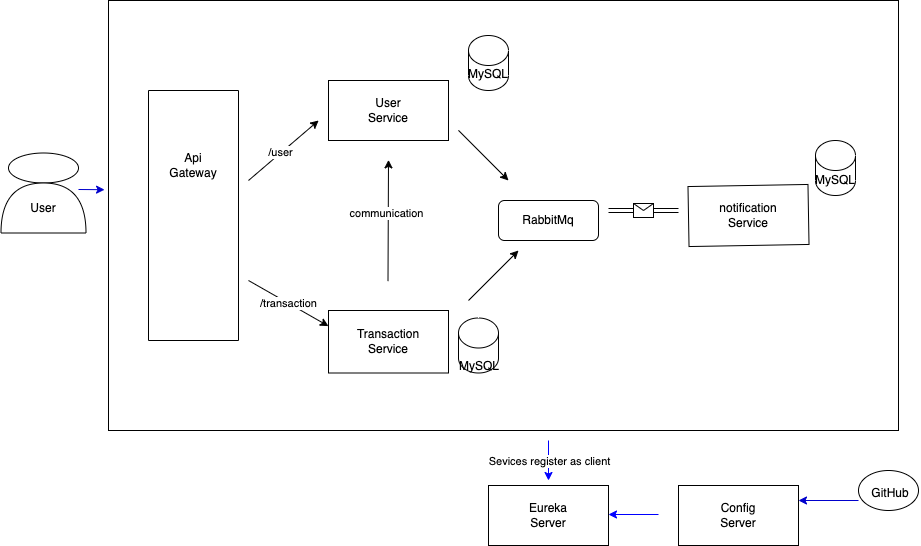 MySQL
User
Service
Api
Gateway
/user
MySQL
User
communication
RabbitMq
notification
Service
/transaction
Transaction
Service
MySQL
Sevices register as client
Eureka
Server
Config
Server
GitHub